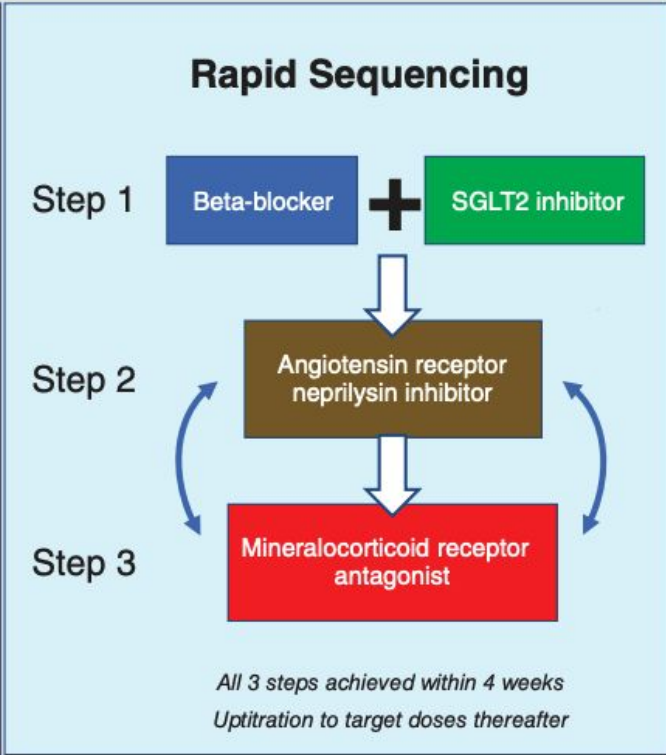 Rapid Sequencing
Step 1
Beta-blocker
+
SGLT2 inhibitor
Step 2
Angiotensin receptor
neprilysin inhibitor
Step 3
Mineralocorticoid receptor
antagonist
All 3 steps achieved within 4 weeks
Uptitration to target doses thereafter